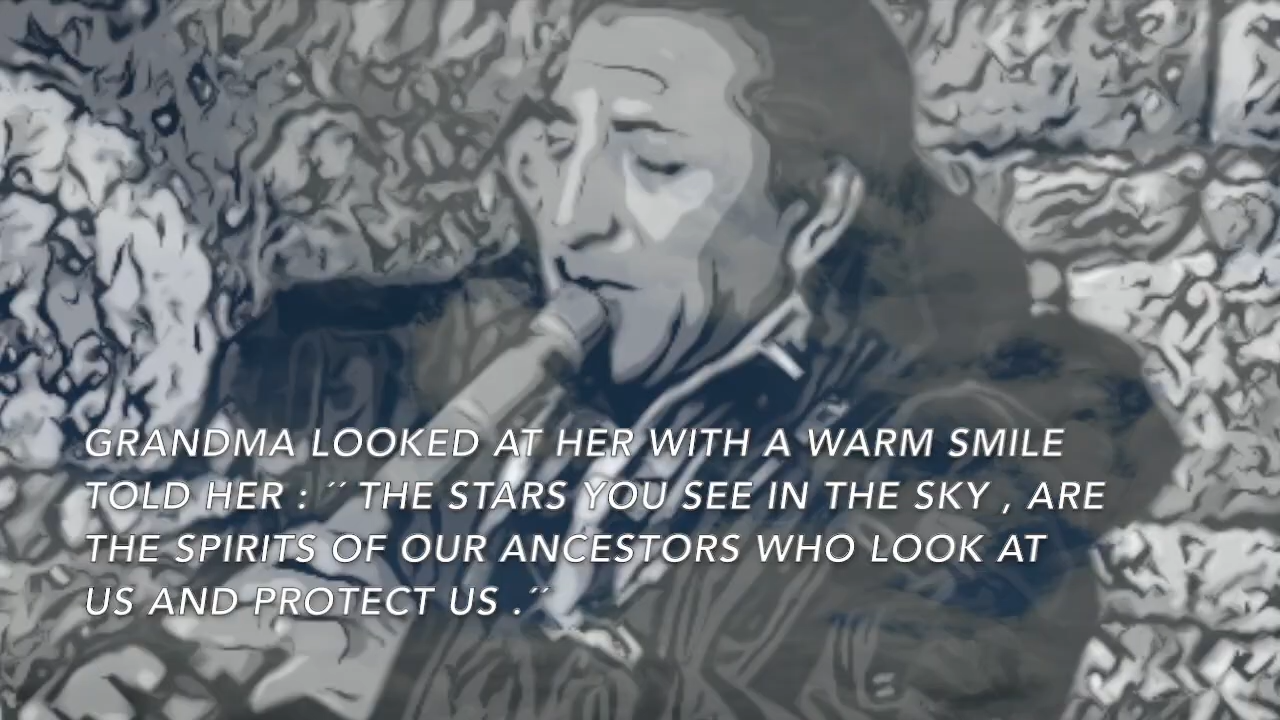 GRANDMA LOOKED AT HER WITH A WARM SMILE
TOLD HER : ´´ THE STARS YOU SEE IN THE SKY , ARE
THE SPIRITS OF OUR ANCESTORS WHO LOOK AT
US AND PROTECT US .´´